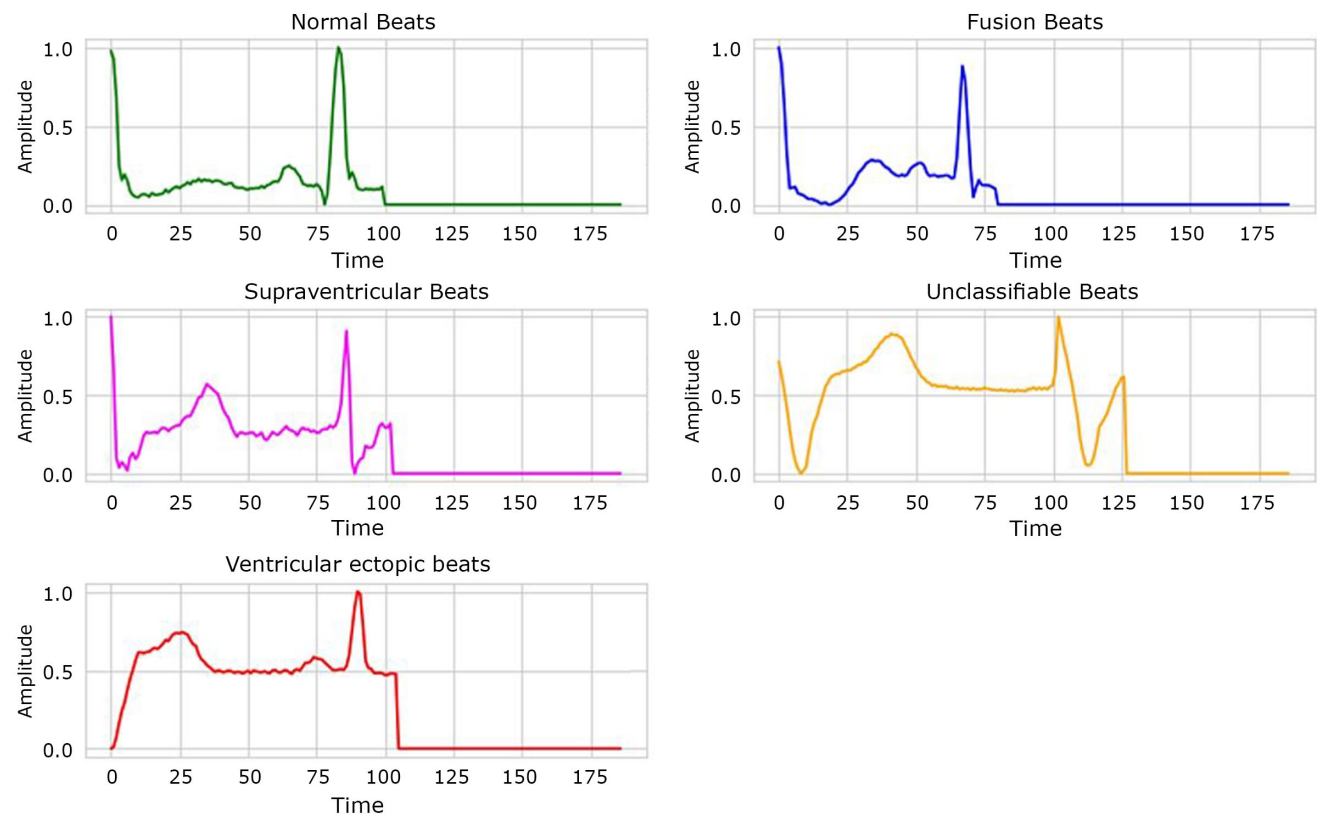 Normal Beats
1.0
0.5
0.0
Amplitude
0 25 50 75 100 125 150 175
Time
Fusion Beats
1.0
0.5
0.0
Amplitude
0 25 50 75 100 125 150 175
Time
Supraventricular Beats
1.0
0.5
0.0
Amplitude
0 25 50 75 100 125 150 175
Time
Unclassifiable Beats
1.0
0.5
0.0
Amplitude
0 25 50 75 100 125 150 175
Time
Ventricular ectopic beats
1.0
0.5
0.0
Amplitude
0 25 50 75 100 125 150 175
Time